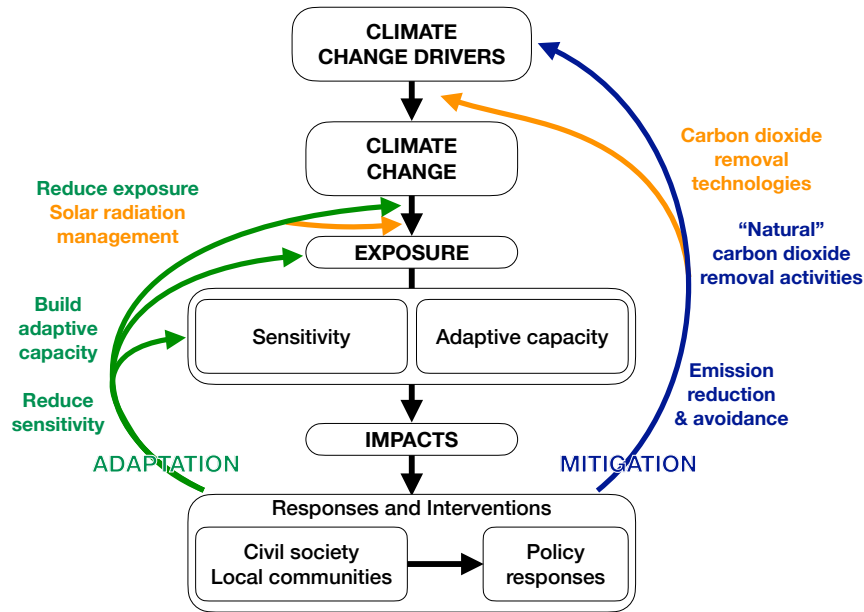 CLIMATE
CHANGE DRIVERS
CLIMATE
CHANGE
Carbon dioxide
removal
technologies
Reduce exposure
Solar radiation
management
“Natural”
carbon dioxide
removal activities
EXPOSURE
Build
adaptive
capacity
Sensitivity
Adaptive capacity
Reduce
sensitivity
Emission
reduction
& avoidance
IMPACTS
ADAPTATION
MITIGATION
Responses and Interventions
Civil society
Local communities
Policy
responses